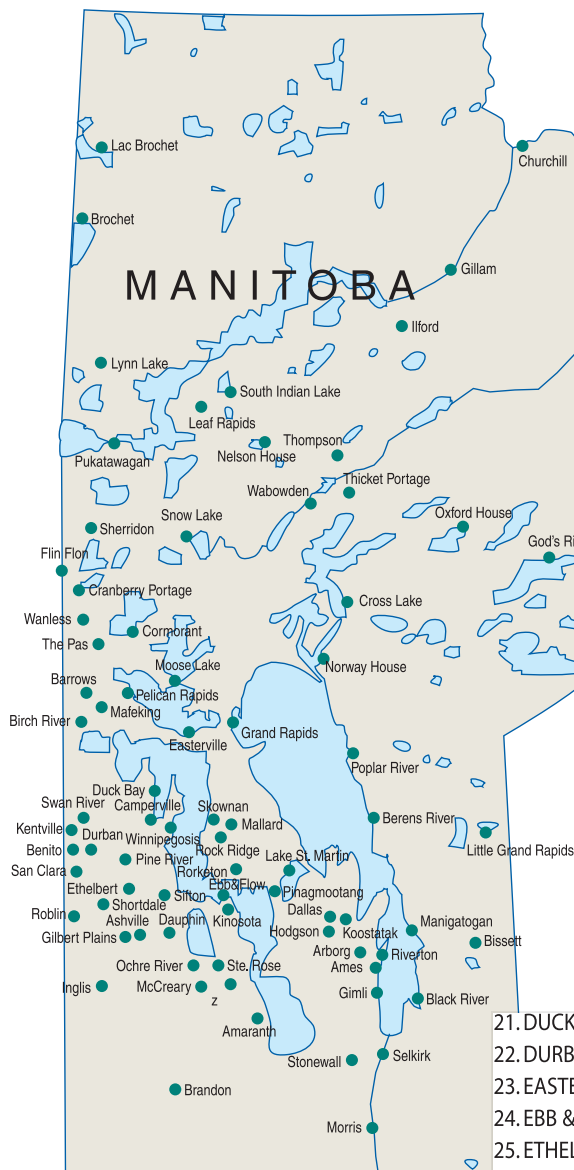 Lac Brochet
Churchill
Brochet
Gillam
MANITOBA
Ilford
Lynn Lake
South Indian Lake
Leaf Rapids
Thompson
Nelson House
Pukatawagan
Thicket Portage
Wabowden
Snow Lake
Oxford House
Sherridon
God's Ri
Flin Flon
Cranberry Portage
Cross Lake
Wanless
Cormorant
The Pas
Moose Lake
Norway House
Barrows
Pelican Rapids
Mafeking
Birch River
Grand Rapids
Easterville
Poplar River
Duck Bay
Swan River
Camperville
Skownan
Berens River
Mallard
Kentville
Durban
Winnipegosis
Little Grand Rapids
Benito
Rock Ridge
Pine River
Lake St. Martin
San Clara
Rorketon
Ebb&Flow
Ethelbert
Sifton
Pinagmootang
Shortdale
Roblin
Ashville
Dauphin
Kinosota
Dallas
Koostatak
Manigatogan
Gilbert Plains
Hodgson
Bissett
Arborg
Riverton
Ochre River
Ste. Rose
Ames
Inglis
McCreary
z
Gimli
Black River
Amaranth
21. DUCK
22. DURB
Stonewall
Selkirk
23. EASTE
Brandon
24. EBB &
Morris
25. ETHEL